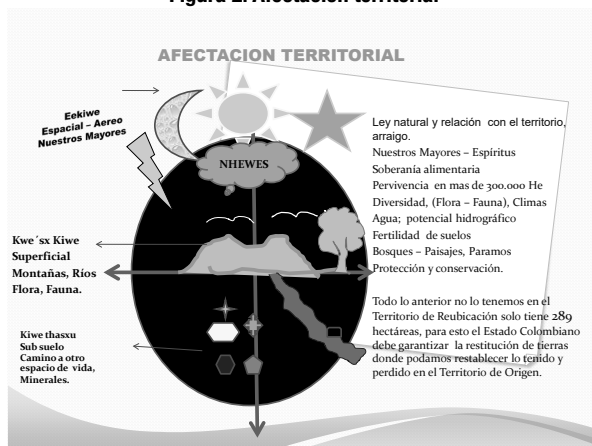 Figura 2. Afectación territorial
AFECTACION TERRITORIAL
Eekiwe
Espacial – Aereo
Nuestros Mayores
NHEWES
Kwe´sx Kiwe
Superficial
Montañas, Ríos
Flora, Fauna.
Kiwe thasxu
Sub suelo
Camino a otro
espacio de vida,
Minerales.
Ley natural y relación con el territorio,
arraigo.
Nuestros Mayores – Espíritus
Soberanía alimentaria
Pervivencia en mas de 300.000 He
Diversidad, (Flora – Fauna), Climas
Agua; potencial hidrográfico
Fertilidad de suelos
Bosques – Paisajes, Paramos
Protección y conservación.
Todo lo anterior no lo tenemos en el
Territorio de Reubicación solo tiene 289
hectáreas, para esto el Estado Colombiano
debe garantizar la restitución de tierras
donde podamos restablecer lo tenido y
perdido en el Territorio de Origen.